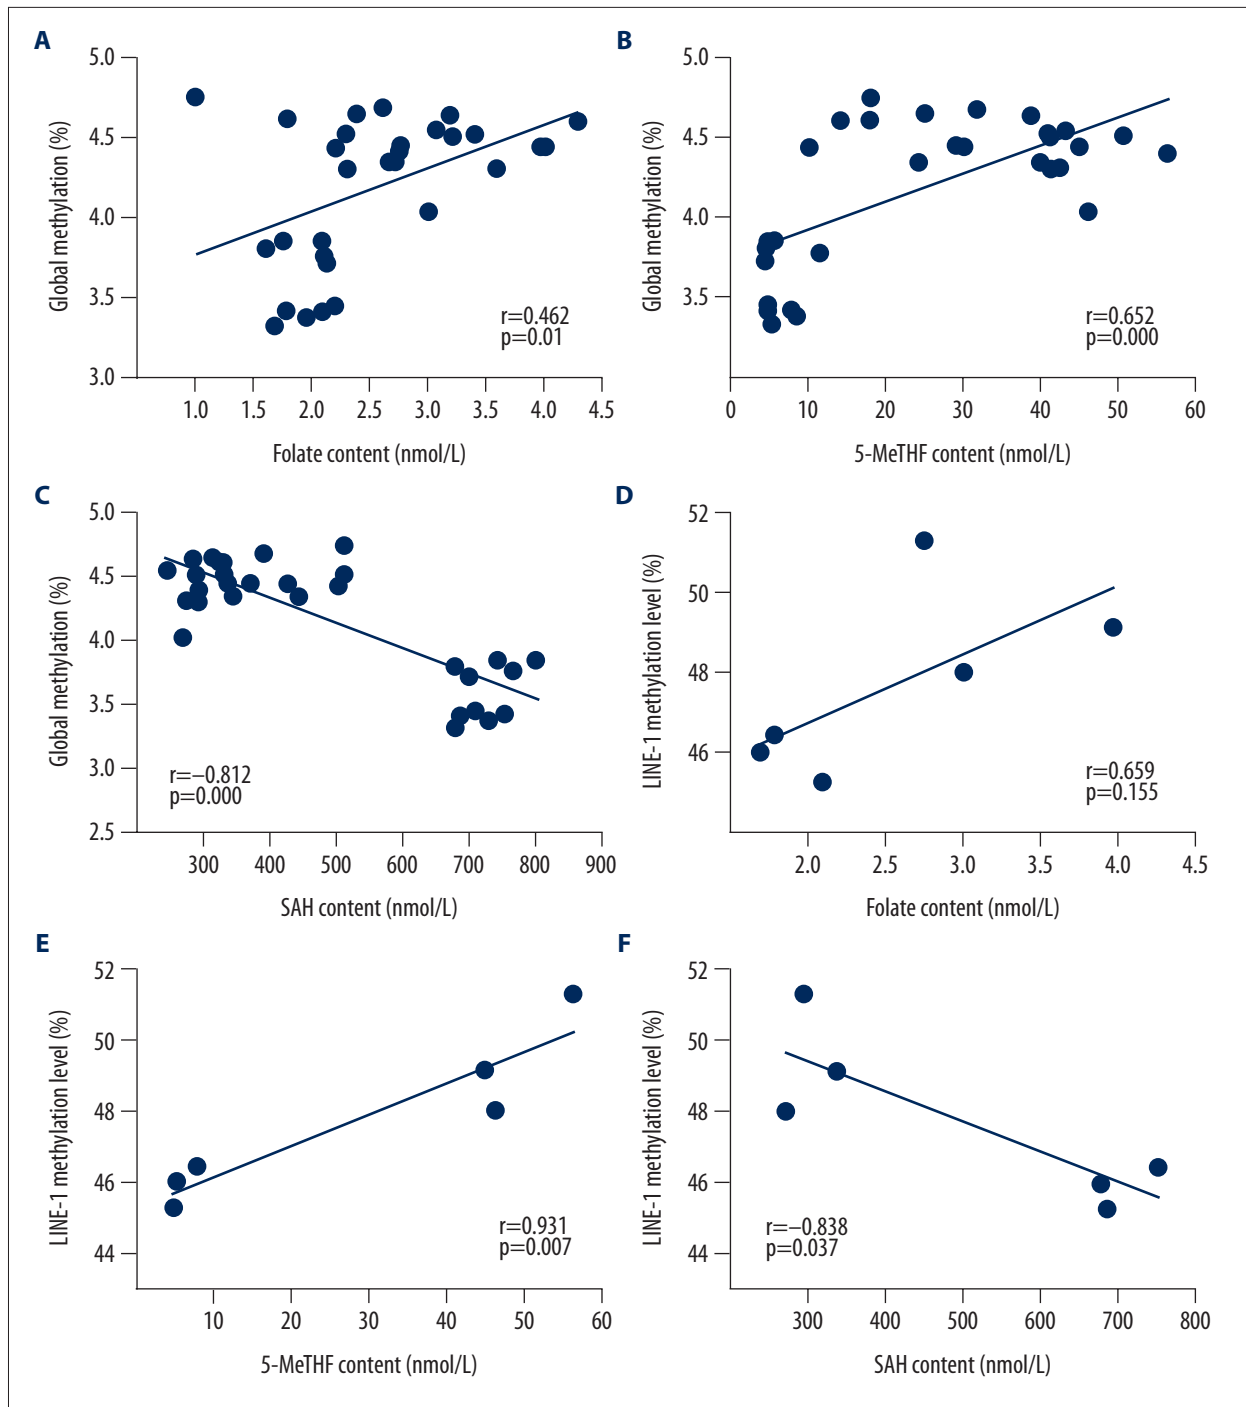 A
5.0
4.5
4.0
3.5
3.0
Global methylation (%)
r=0.462
p=0.01
1.0 1.5 2.0 2.5 3.0 3.5 4.0 4.5
Folate content (nmol/L)
B
5.0
4.5
4.0
3.5
Global methylation (%)
r=0.652
p=0.000
0 10 20 30 40 50 60
5-MeTHF content (nmol/L)
C
5.0
4.5
4.0
3.5
3.0
2.5
Global methylation (%)
r=−0.812
p=0.000
300 400 500 600 700 800 900
SAH content (nmol/L)
D
52
50
48
46
LINE-1 methylation level (%)
r=0.659
p=0.155
2.0 2.5 3.0 3.5 4.0 4.5
Folate content (nmol/L)
E
52
50
48
46
44
LINE-1 methylation level (%)
r=0.931
p=0.007
10 20 30 40 50 60
5-MeTHF content (nmol/L)
F
52
50
48
46
44
LINE-1 methylation level (%)
r=−0.838
p=0.037
300 400 500 600 700 800
SAH content (nmol/L)